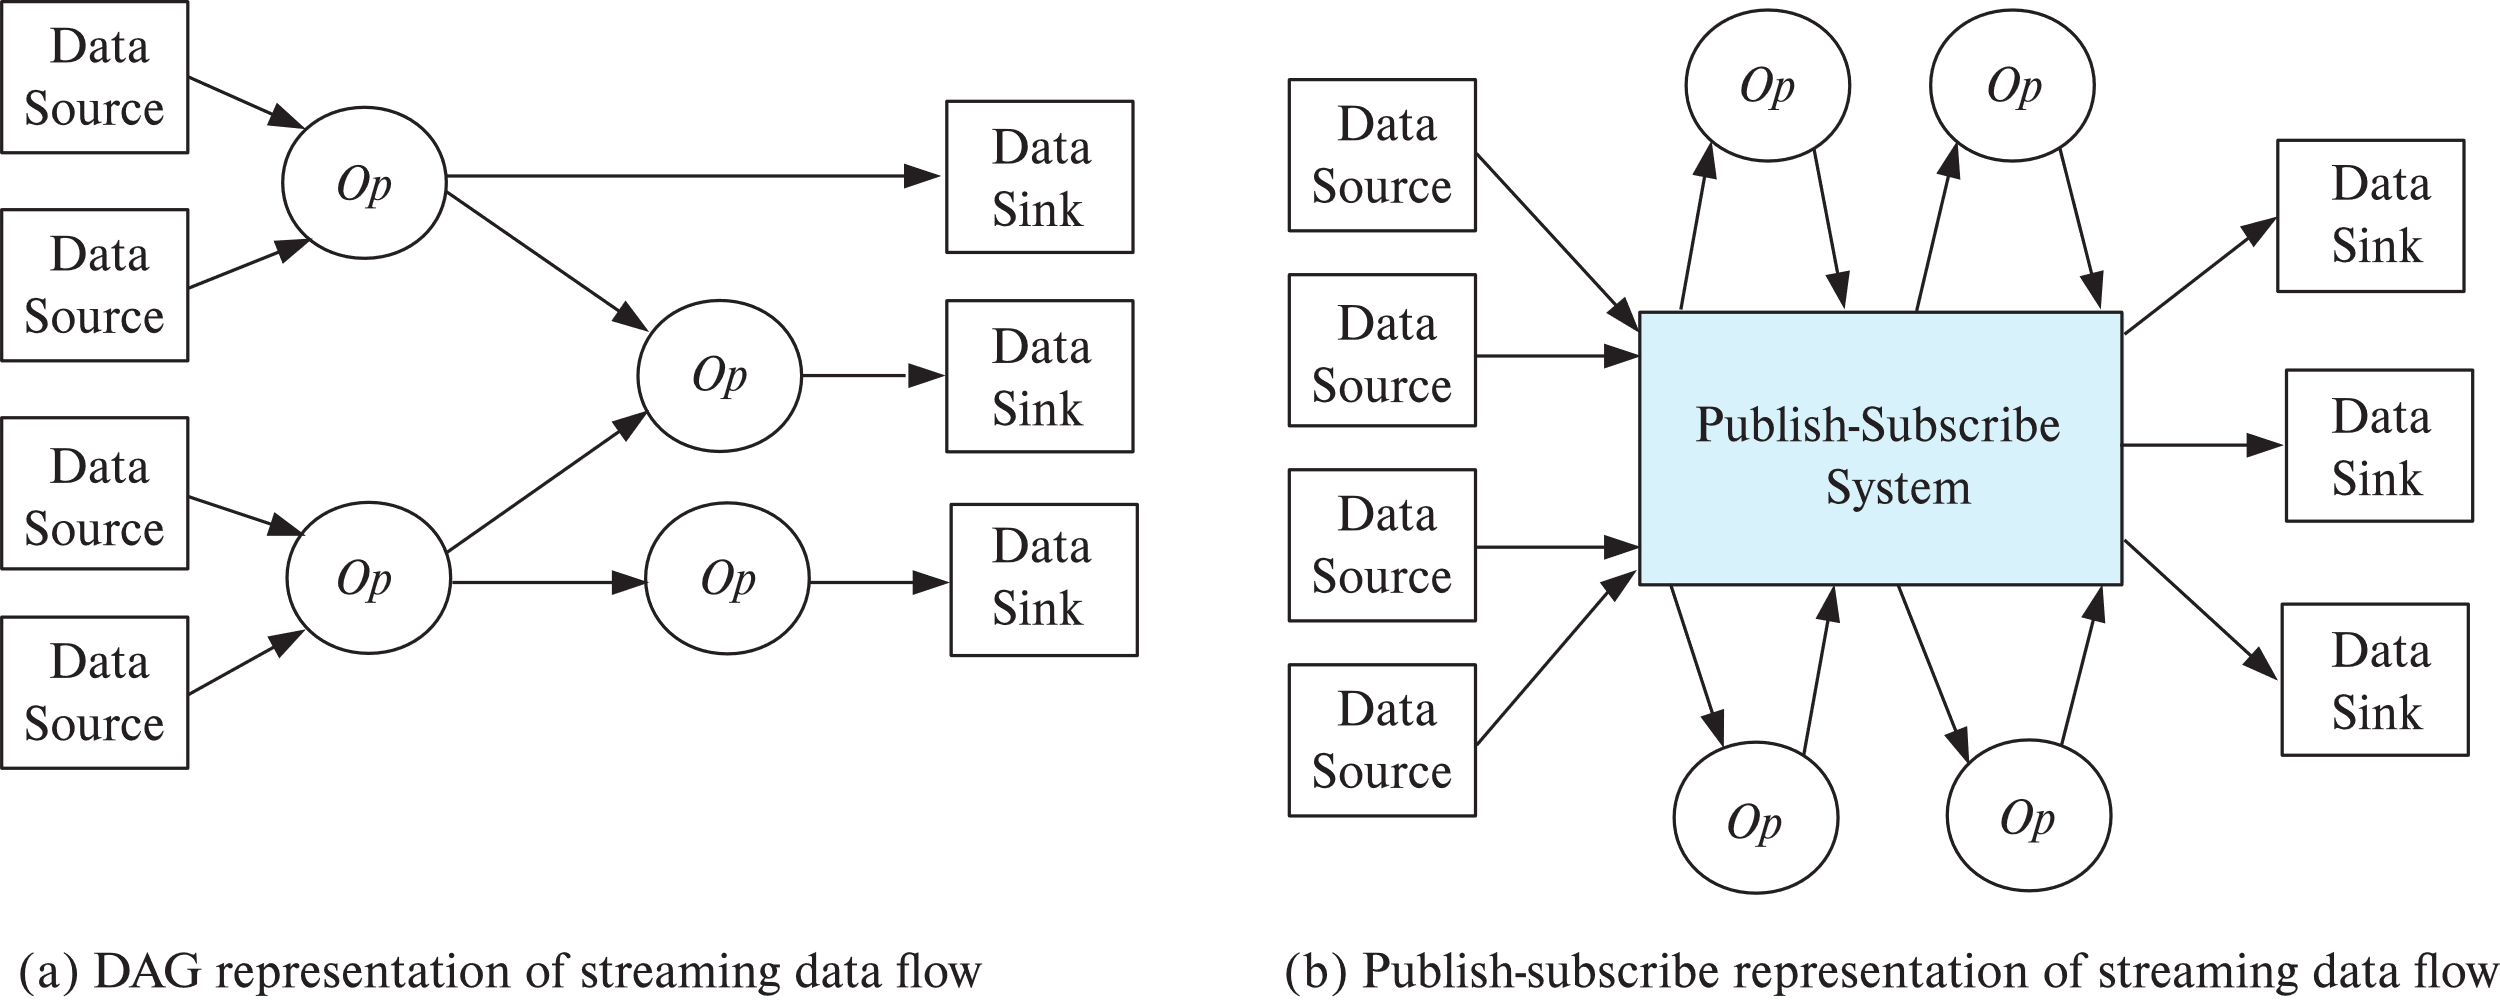 Data
Source
Data
Source
Data
Source
Data
Source
Op
Op
Op
Op
Data
Sink
Data
Sink
Data
Sink
(a) DAG representation of streaming data flow
Data
Source
Data
Source
Data
Source
Data
Source
Op
Op
Publish-Subscribe
System
Op
Op
Data
Sink
Data
Sink
Data
Sink
(b) Publish-subscribe representation of streaming data flow